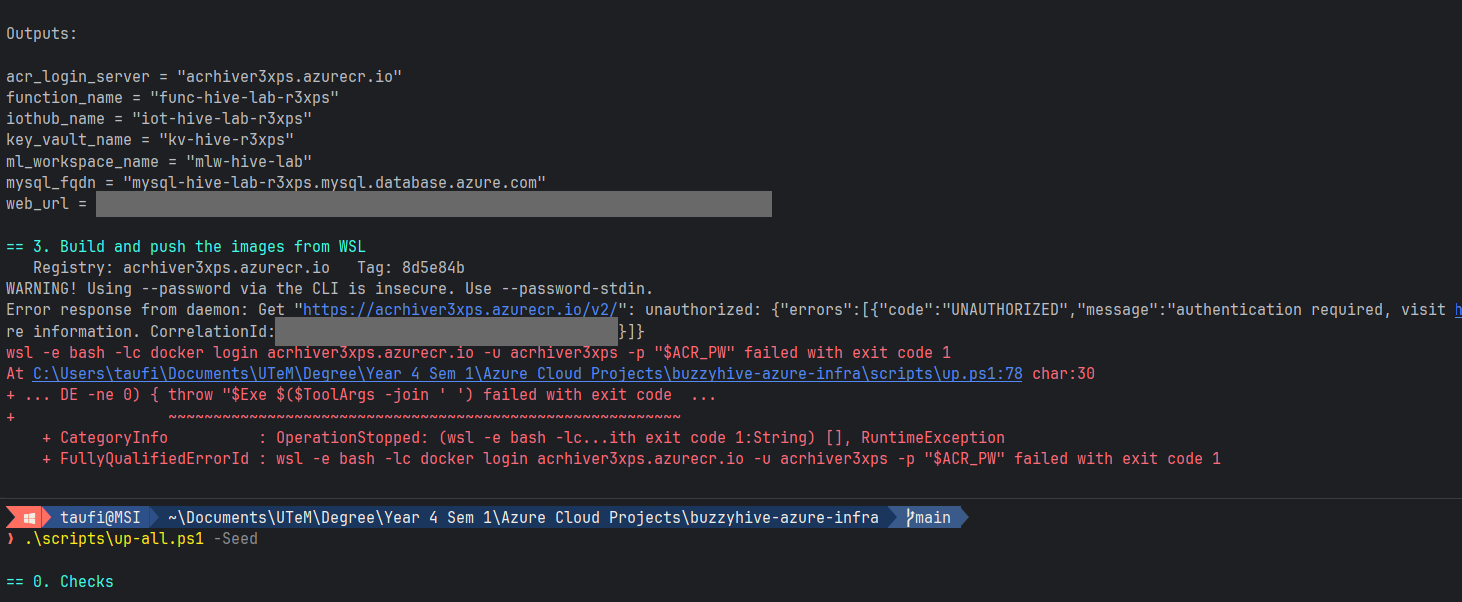 Outputs:
acr_login_server = "acrhiver3xps.azurecr.io"
function_name = "func-hive-lab-r3xps"
iothub_name = "iot-hive-lab-r3xps"
key_vault_name = "kv-hive-r3xps"
ml_workspace_name = "mlw-hive-lab"
mysql_fqdn = "mysql-hive-lab-r3xps.mysql.database.azure.com"
web_url =
== 3. Build and push the images from WSL
Registry: acrhiver3xps.azurecr.io   Tag: 8d5e84b
WARNING! Using --password via the CLI is insecure. Use --password-stdin.
Error response from daemon: Get "https://acrhiver3xps.azurecr.io/v2/": unauthorized: {"errors":[{"code":"UNAUTHORIZED","message":"authentication required, visit h
re information. CorrelationId: }]}
wsl -e bash -lc docker login acrhiver3xps.azurecr.io -u acrhiver3xps -p "$ACR_PW" failed with exit code 1
At C:\Users\taufi\Documents\UTeM\Degree\Year 4 Sem 1\Azure Cloud Projects\buzzyhive-azure-infra\scripts\up.ps1:78 char:30
+ ... DE -ne 0) { throw "$Exe $($ToolArgs -join ' ') failed with exit code  ...
+                 ~~~~~~~~~~~~~~~~~~~~~~~~~~~~~~~~~~~~~~~~~~~~~~~~~~~~~~~~~
+ CategoryInfo          : OperationStopped: (wsl -e bash -lc...ith exit code 1:String) [], RuntimeException
+ FullyQualifiedErrorId : wsl -e bash -lc docker login acrhiver3xps.azurecr.io -u acrhiver3xps -p "$ACR_PW" failed with exit code 1
taufi@MSI ~\Documents\UTeM\Degree\Year 4 Sem 1\Azure Cloud Projects\buzzyhive-azure-infra main
❯ .\scripts\up-all.ps1 -Seed
== 0. Checks